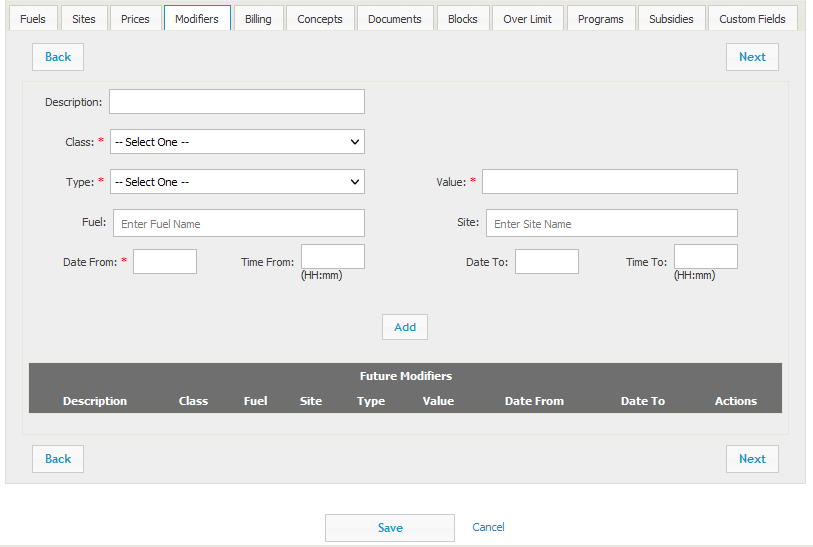 Fuels Sites Prices Modifiers Billing Concepts Documents Blocks Over Limit Programs Subsidies Custom Fields
Back Next
Description:
Class: * -- Select One --
Type: * -- Select One -- Value: *
Fuel: Enter Fuel Name Site: Enter Site Name
Date From: * Time From: Date To: Time To:
(HH:mm) (HH:mm)
Add
Future Modifiers
Description Class Fuel Site Type Value Date From Date To Actions
Back Next
Save Cancel